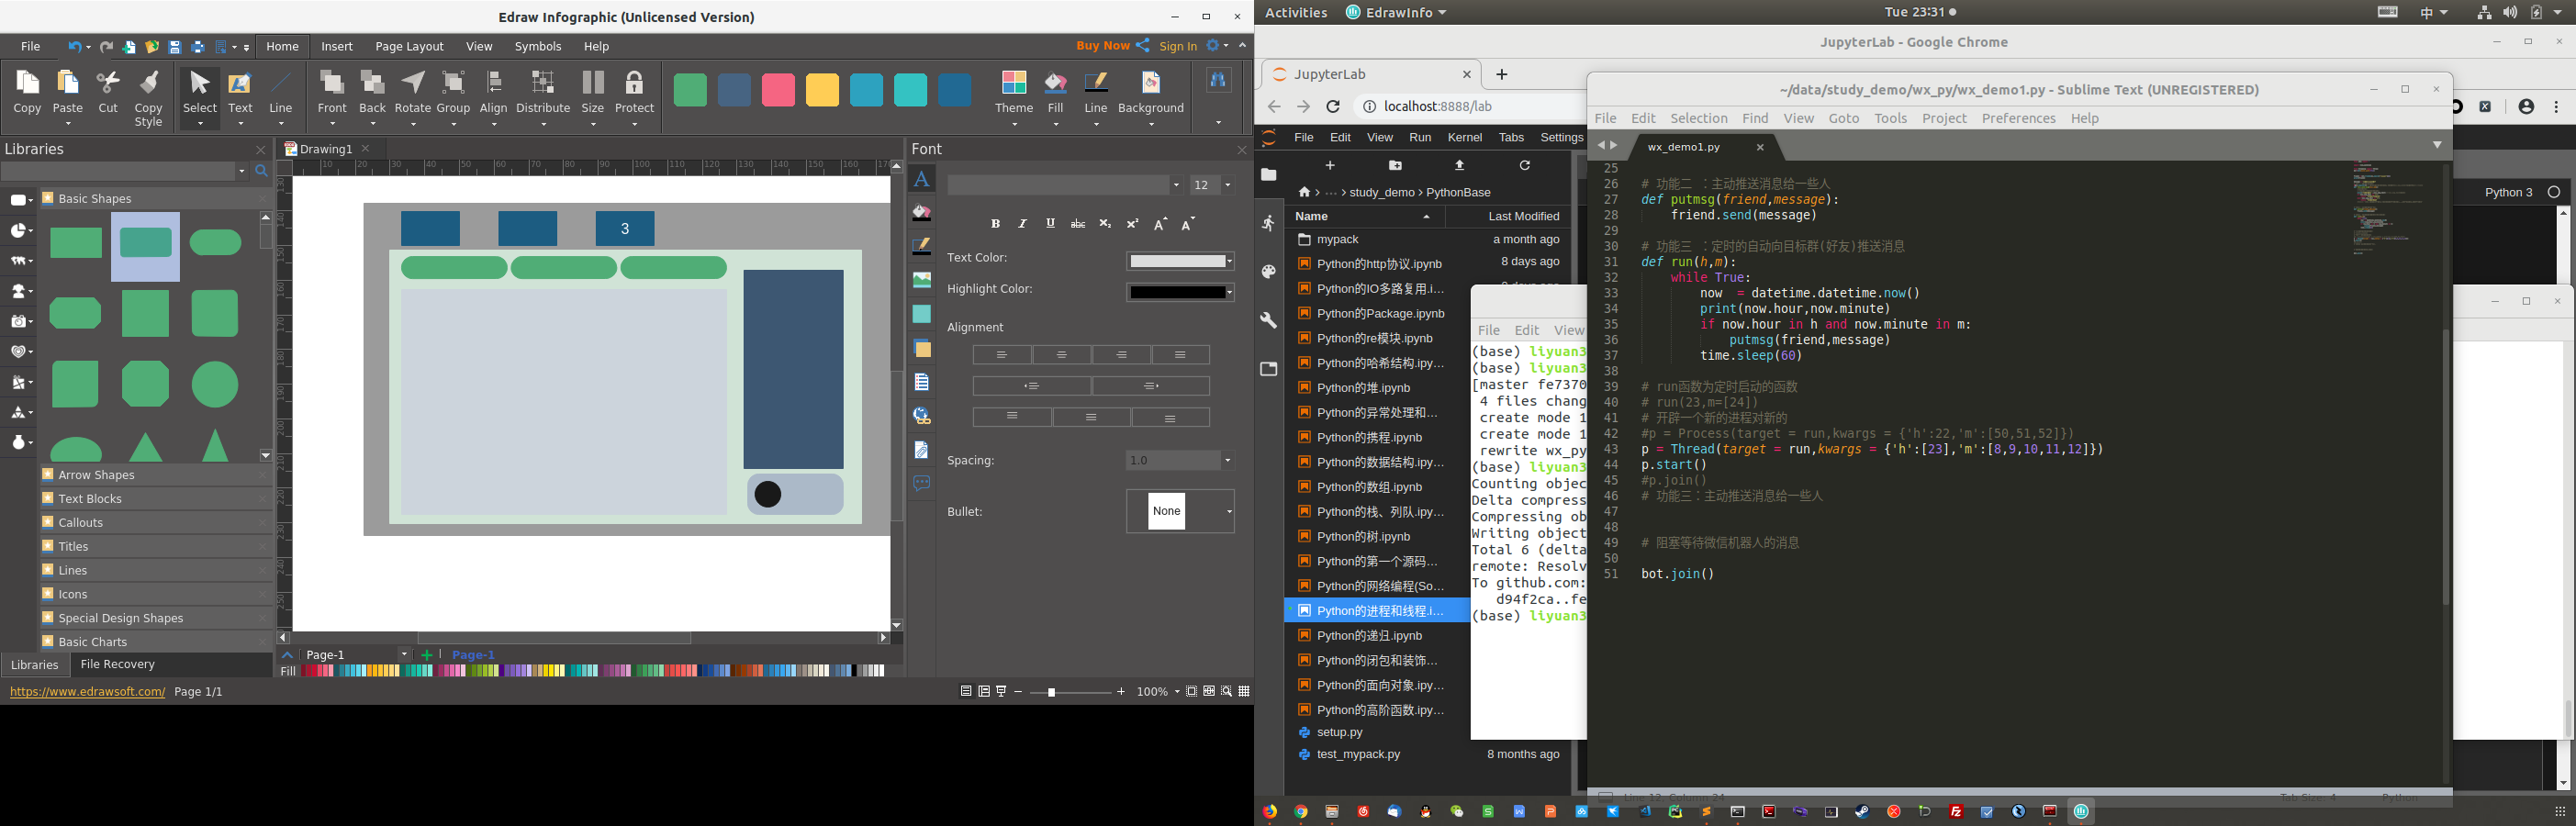 Edraw Infographic (Unlicensed Version)
File Home Insert Page Layout View Symbols Help
Buy Now Sign In
Copy Paste Cut Copy Style Select Text Line Front Back Rotate Group Align Distribute Size Protect Theme Fill Line Background
Libraries
Basic Shapes
Arrow Shapes
Text Blocks
Callouts
Titles
Lines
Icons
Special Design Shapes
Basic Charts
Libraries File Recovery
https://www.edrawsoft.com/ Page 1/1
Drawing1
10 20 30 40 50 60 70 80 90 100 110 120 130 140 150 160
3
Page-1 Page-1
Fill
100%
Font
12
B I U abc X₂ X² A A
Text Color:
Highlight Color:
Alignment
Spacing: 1.0
Bullet: None
Activities EdrawInfo Tue 23:31 中
JupyterLab - Google Chrome
JupyterLab
localhost:8888/lab
File Edit View Run Kernel Tabs Settings
… study_demo PythonBase
Name Last Modified
mypack a month ago
Python的http协议.ipynb 8 days ago
Python的IO多路复用.i…
Python的Package.ipynb
Python的re模块.ipynb
Python的哈希结构.ipy…
Python的堆.ipynb
Python的异常处理和…
Python的携程.ipynb
Python的数据结构.ipy…
Python的数组.ipynb
Python的栈、列队.ipy…
Python的树.ipynb
Python的第一个源码…
Python的网络编程(So…
Python的进程和线程.i…
Python的递归.ipynb
Python的闭包和装饰…
Python的面向对象.ipy…
Python的高阶函数.ipy…
setup.py
test_mypack.py 8 months ago
Python 3
File Edit View
(base) liyuan3
(base) liyuan3
[master fe7370
4 files chang
create mode 1
create mode 1
rewrite wx_py
(base) liyuan3
Counting objec
Delta compress
Compressing ob
Writing object
Total 6 (delta
remote: Resolv
To github.com:
d94f2ca..fe
(base) liyuan3
~/data/study_demo/wx_py/wx_demo1.py - Sublime Text (UNREGISTERED)
File Edit Selection Find View Goto Tools Project Preferences Help
wx_demo1.py
25
26 # 功能二 ：主动推送消息给一些人
27 def putmsg(friend,message):
28 friend.send(message)
29
30 # 功能三 ：定时的自动向目标群(好友)推送消息
31 def run(h,m):
32 while True:
33 now = datetime.datetime.now()
34 print(now.hour,now.minute)
35 if now.hour in h and now.minute in m:
36 putmsg(friend,message)
37 time.sleep(60)
38
39 # run函数为定时启动的函数
40 # run(23,m=[24])
41 # 开辟一个新的进程对新的
42 #p = Process(target = run,kwargs = {'h':22,'m':[50,51,52]})
43 p = Thread(target = run,kwargs = {'h':[23],'m':[8,9,10,11,12]})
44 p.start()
45 #p.join()
46 # 功能三：主动推送消息给一些人
47
48
49 # 阻塞等待微信机器人的消息
50
51 bot.join()
Line 12, Column 24 Tab Size: 4 Python